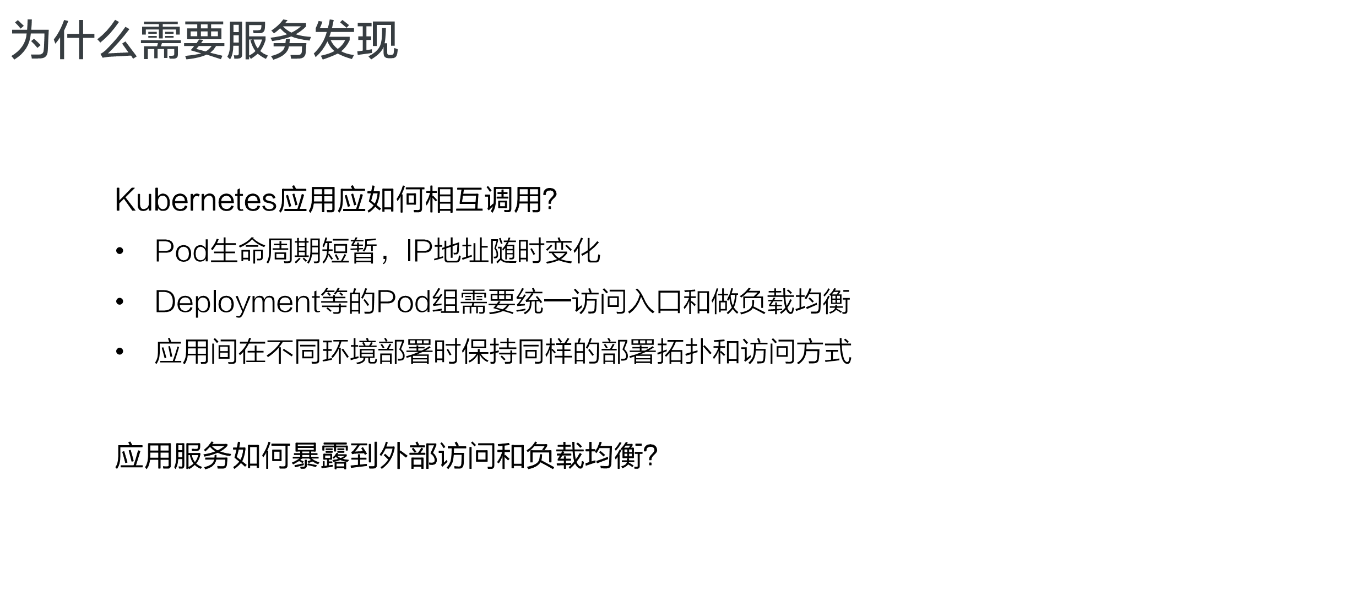 为什么需要服务发现
Kubernetes应用应如何相互调用?
• Pod生命周期短暂，IP地址随时变化
• Deployment等的Pod组需要统一访问入口和做负载均衡
• 应用间在不同环境部署时保持同样的部署拓扑和访问方式
应用服务如何暴露到外部访问和负载均衡?